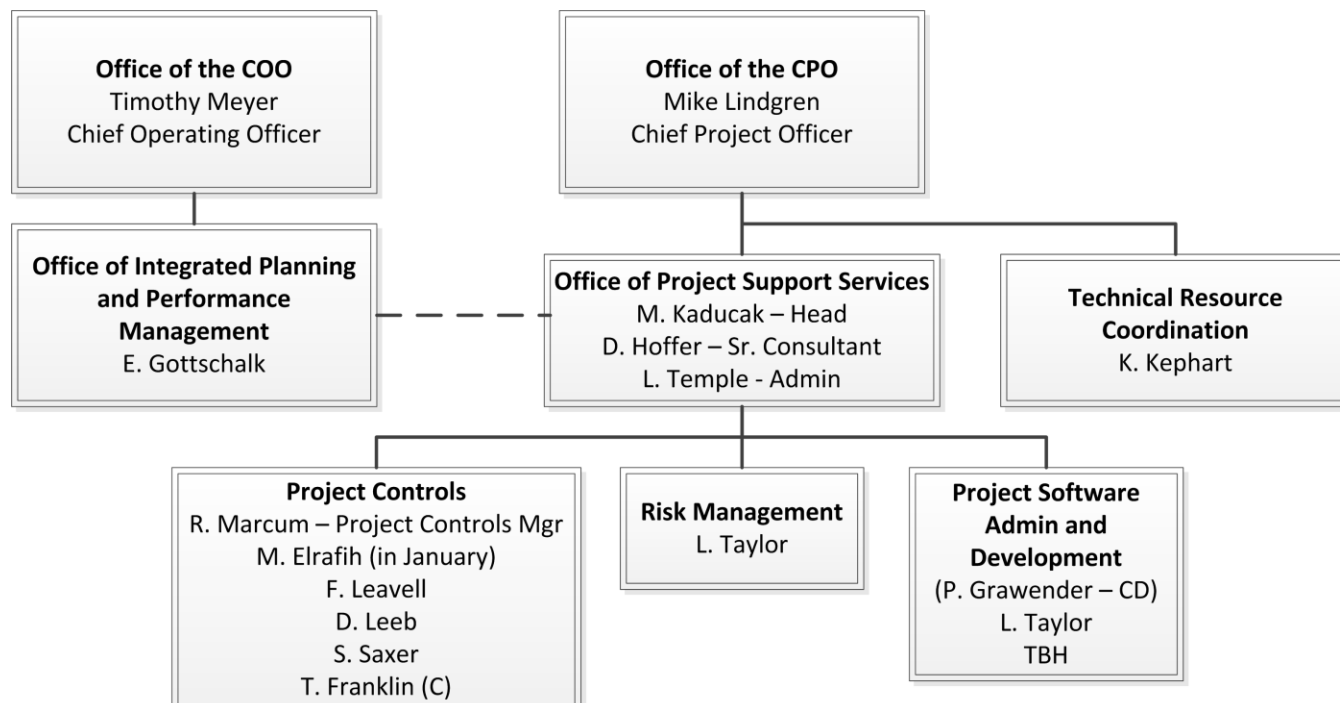 Office of the COO
Timothy Meyer
Chief Operating Officer
Office of the CPO
Mike Lindgren
Chief Project Officer
Office of Integrated Planning
and Performance
Management
E. Gottschalk
Office of Project Support Services
M. Kaducak – Head
D. Hoffer – Sr. Consultant
L. Temple - Admin
Technical Resource
Coordination
K. Kephart
Project Controls
R. Marcum – Project Controls Mgr
M. Elrafih (in January)
F. Leavell
D. Leeb
S. Saxer
T. Franklin (C)
Risk Management
L. Taylor
Project Software
Admin and
Development
(P. Grawender – CD)
L. Taylor
TBH